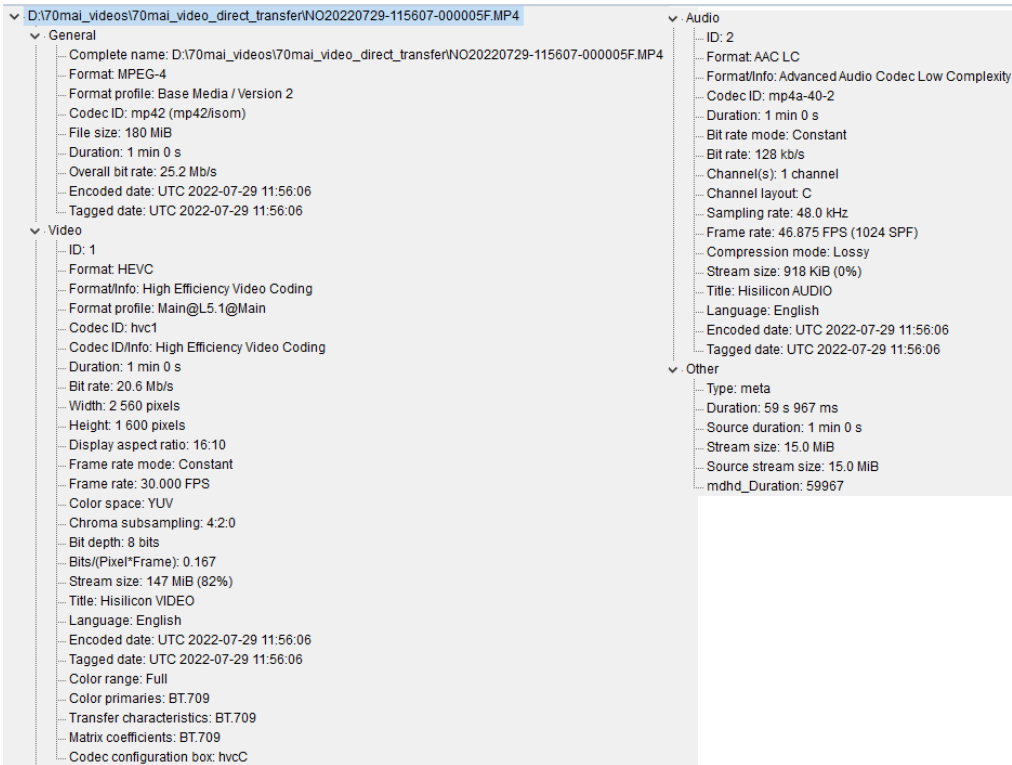 D:\70mai_videos\70mai_video_direct_transfer\NO20220729-115607-000005F.MP4
General
Complete name: D:\70mai_videos\70mai_video_direct_transfer\NO20220729-115607-000005F.MP4
Format: MPEG-4
Format profile: Base Media / Version 2
Codec ID: mp42 (mp42/isom)
File size: 180 MiB
Duration: 1 min 0 s
Overall bit rate: 25.2 Mb/s
Encoded date: UTC 2022-07-29 11:56:06
Tagged date: UTC 2022-07-29 11:56:06
Video
ID: 1
Format: HEVC
Format/Info: High Efficiency Video Coding
Format profile: Main@L5.1@Main
Codec ID: hvc1
Codec ID/Info: High Efficiency Video Coding
Duration: 1 min 0 s
Bit rate: 20.6 Mb/s
Width: 2 560 pixels
Height: 1 600 pixels
Display aspect ratio: 16:10
Frame rate mode: Constant
Frame rate: 30.000 FPS
Color space: YUV
Chroma subsampling: 4:2:0
Bit depth: 8 bits
Bits/(Pixel*Frame): 0.167
Stream size: 147 MiB (82%)
Title: Hisilicon VIDEO
Language: English
Encoded date: UTC 2022-07-29 11:56:06
Tagged date: UTC 2022-07-29 11:56:06
Color range: Full
Color primaries: BT.709
Transfer characteristics: BT.709
Matrix coefficients: BT.709
Codec configuration box: hvcC
Audio
ID: 2
Format: AAC LC
Format/Info: Advanced Audio Codec Low Complexity
Codec ID: mp4a-40-2
Duration: 1 min 0 s
Bit rate mode: Constant
Bit rate: 128 kb/s
Channel(s): 1 channel
Channel layout: C
Sampling rate: 48.0 kHz
Frame rate: 46.875 FPS (1024 SPF)
Compression mode: Lossy
Stream size: 918 KiB (0%)
Title: Hisilicon AUDIO
Language: English
Encoded date: UTC 2022-07-29 11:56:06
Tagged date: UTC 2022-07-29 11:56:06
Other
Type: meta
Duration: 59 s 967 ms
Source duration: 1 min 0 s
Stream size: 15.0 MiB
Source stream size: 15.0 MiB
mdhd_Duration: 59967